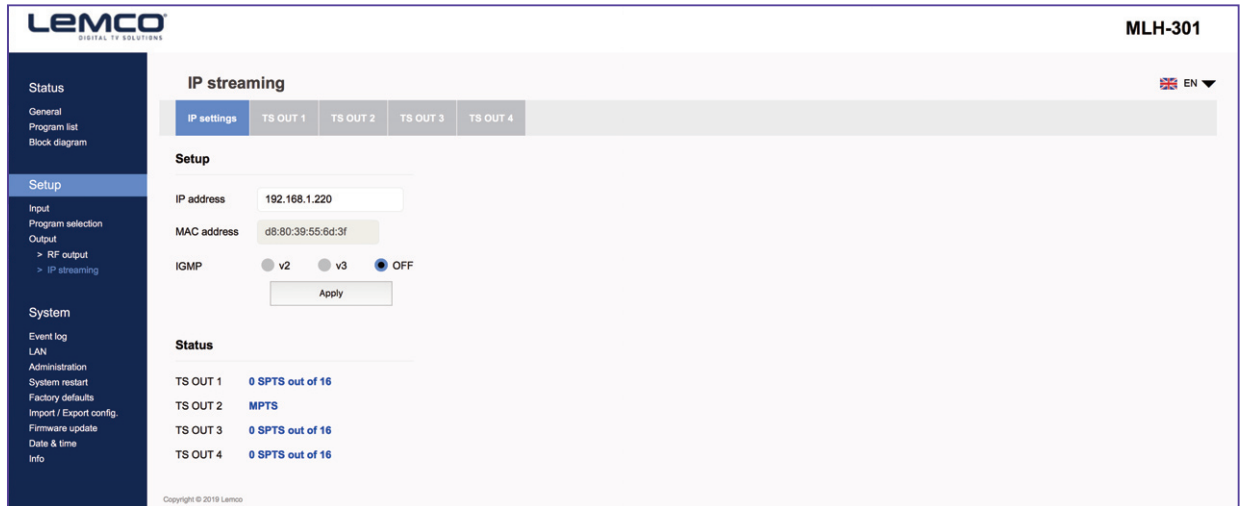 LEMCO
DIGITAL TV SOLUTIONS
MLH-301
Status
General
Program list
Block diagram
Setup
Input
Program selection
Output
> RF output
> IP streaming
System
Event log
LAN
Administration
System restart
Factory defaults
Import / Export config.
Firmware update
Date & time
Info
IP streaming
EN
IP settings TS OUT 1 TS OUT 2 TS OUT 3 TS OUT 4
Setup
IP address 192.168.1.220
MAC address d8:80:39:55:6d:3f
IGMP v2 v3 OFF
Apply
Status
TS OUT 1 0 SPTS out of 16
TS OUT 2 MPTS
TS OUT 3 0 SPTS out of 16
TS OUT 4 0 SPTS out of 16
Copyright © 2019 Lemco